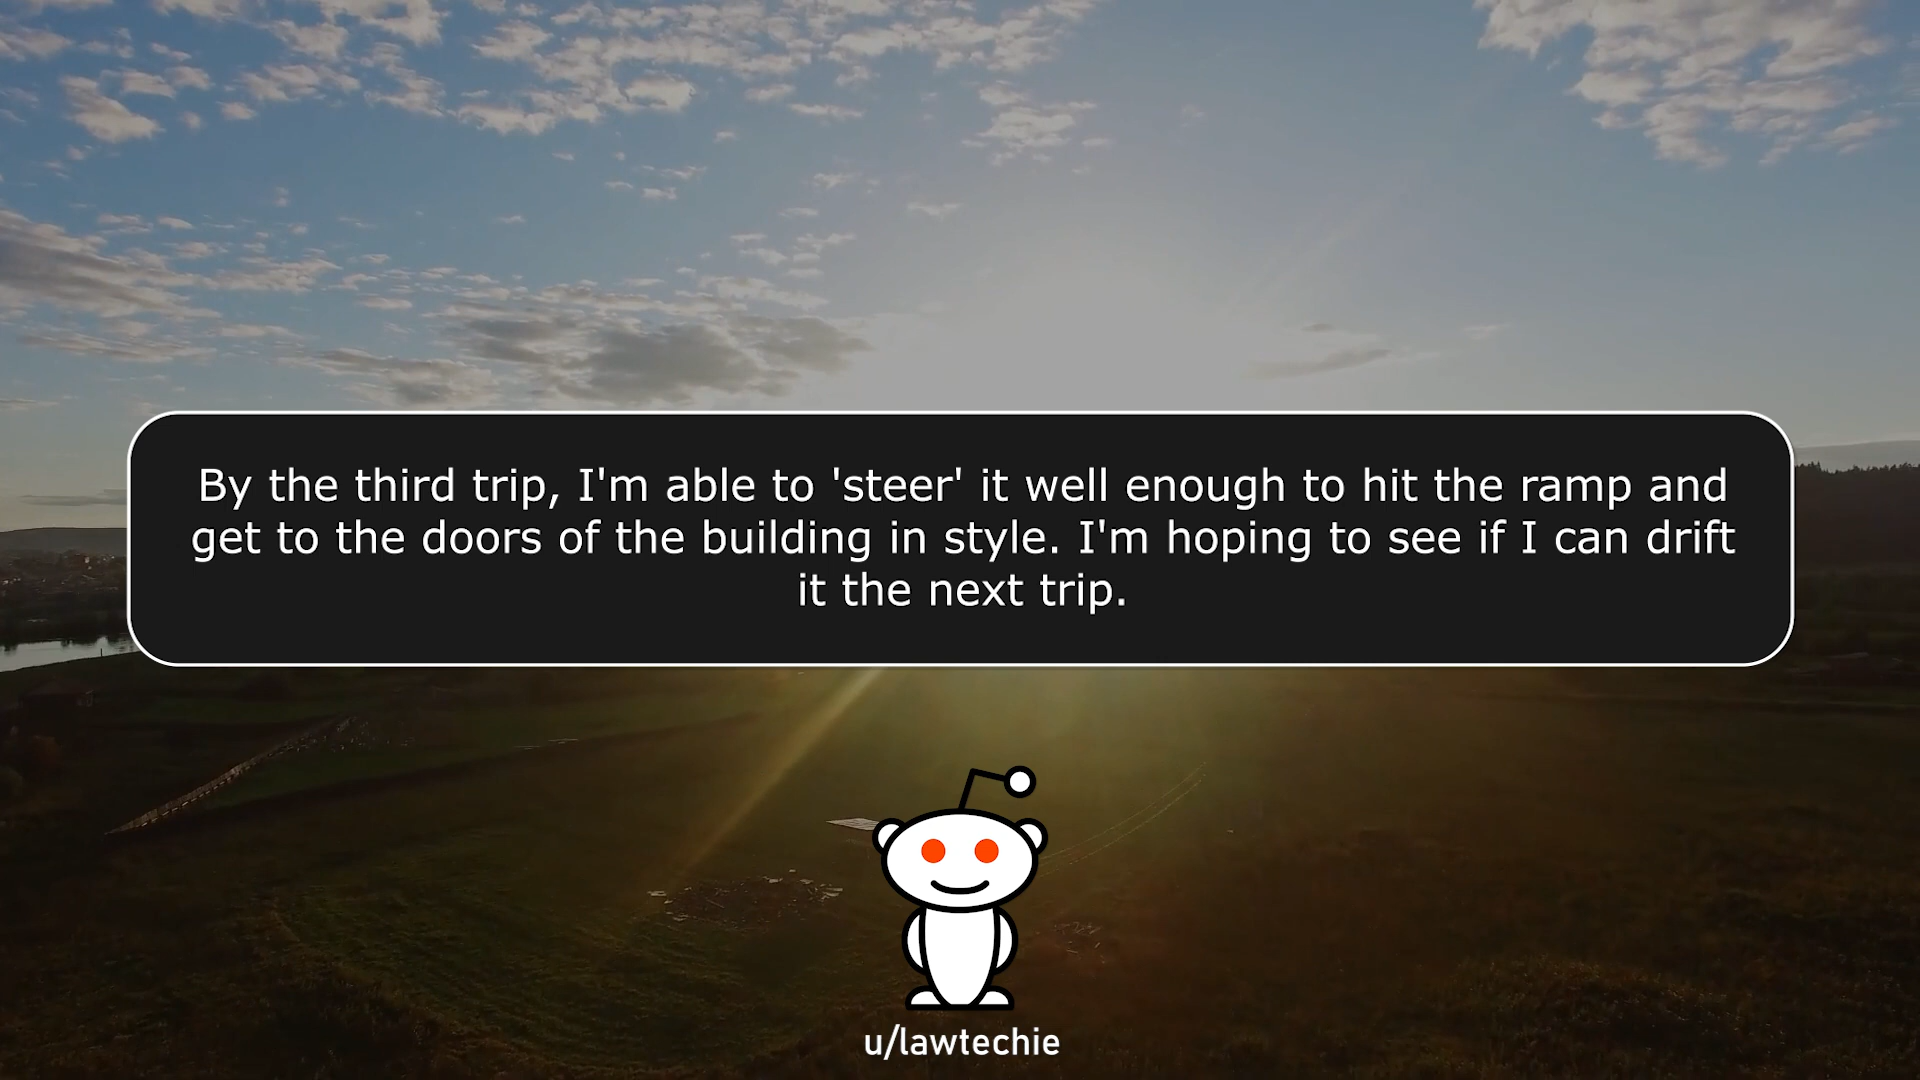 By the third trip, I'm able to 'steer' it well enough to hit the ramp and
get to the doors of the building in style. I'm hoping to see if I can drift
it the next trip.
u/lawtechie